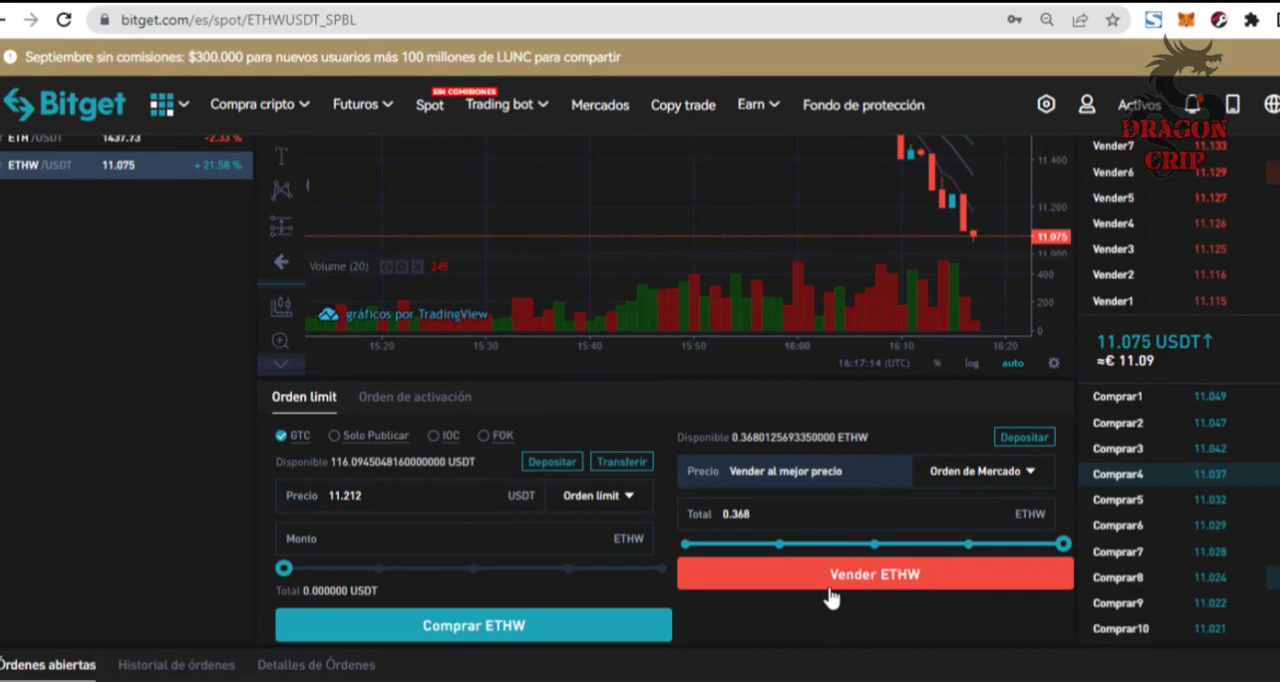 bitget.com/es/spot/ETHWUSDT_SPBL
Septiembre sin comisiones: $300.000 para nuevos usuarios más 100 millones de LUNC para compartir
Bitget
Compra cripto
Futuros
Spot
SIN COMISIONES
Trading bot
Mercados
Copy trade
Earn
Fondo de protección
Activos
DRAGON
CRIP
ETH /USDT 1437.73 -2.33 %
ETHW /USDT 11.075 +21.58 %
11.400
11.200
11.075
11.000
Volume (20) 245
400
200
0
gráficos por TradingView
15:20 15:30 15:40 15:50 16:00 16:10 16:20
16:17:14 (UTC) % log auto
Orden limit Orden de activación
GTC Solo Publicar IOC FOK
Disponible 116.0945048160000000 USDT Depositar Transferir
Precio 11.212 USDT Orden limit
Monto ETHW
Total 0.000000 USDT
Comprar ETHW
Disponible 0.3680125693350000 ETHW Depositar
Precio Vender al mejor precio Orden de Mercado
Total 0.368 ETHW
Vender ETHW
Vender7 11.133
Vender6 11.129
Vender5 11.127
Vender4 11.126
Vender3 11.125
Vender2 11.116
Vender1 11.115
11.075 USDT↑
≈€ 11.09
Comprar1 11.049
Comprar2 11.047
Comprar3 11.042
Comprar4 11.037
Comprar5 11.032
Comprar6 11.029
Comprar7 11.028
Comprar8 11.024
Comprar9 11.022
Comprar10 11.021
Órdenes abiertas Historial de órdenes Detalles de Órdenes